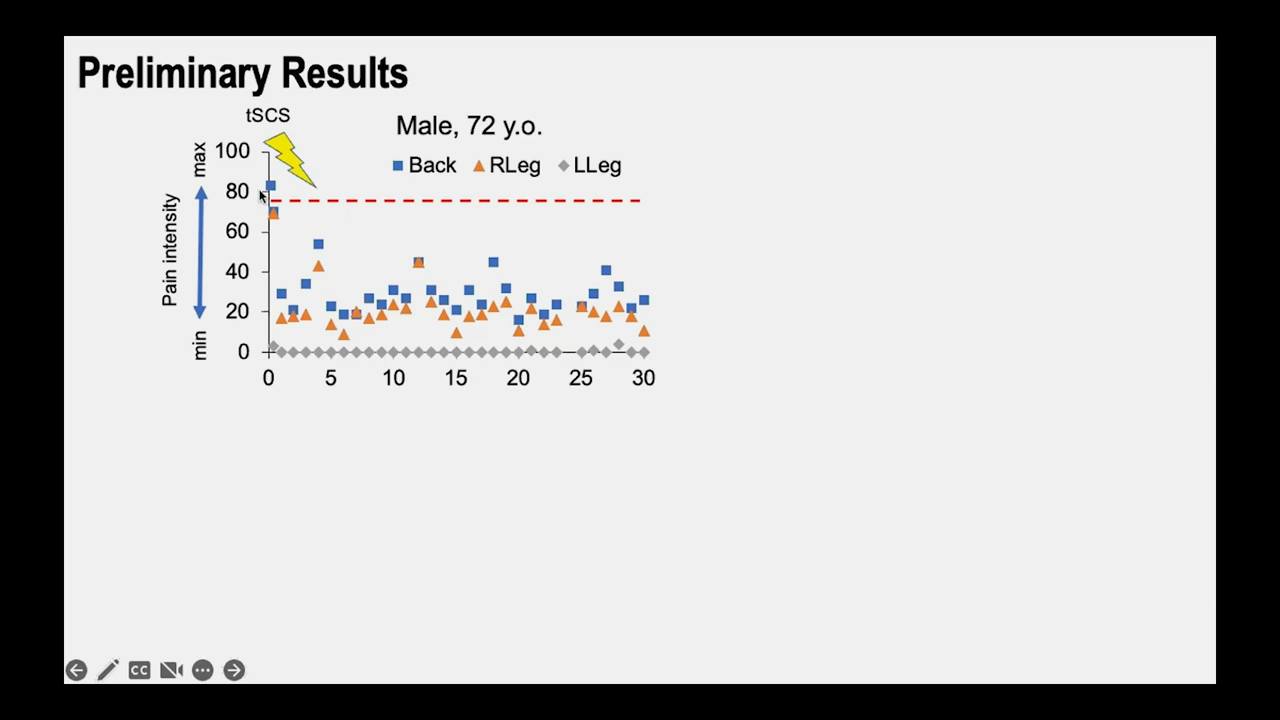 Preliminary Results
tSCS
Male, 72 y.o.
Back RLeg LLeg
Pain intensity
min max
100
80
60
40
20
0
0 5 10 15 20 25 30
CC